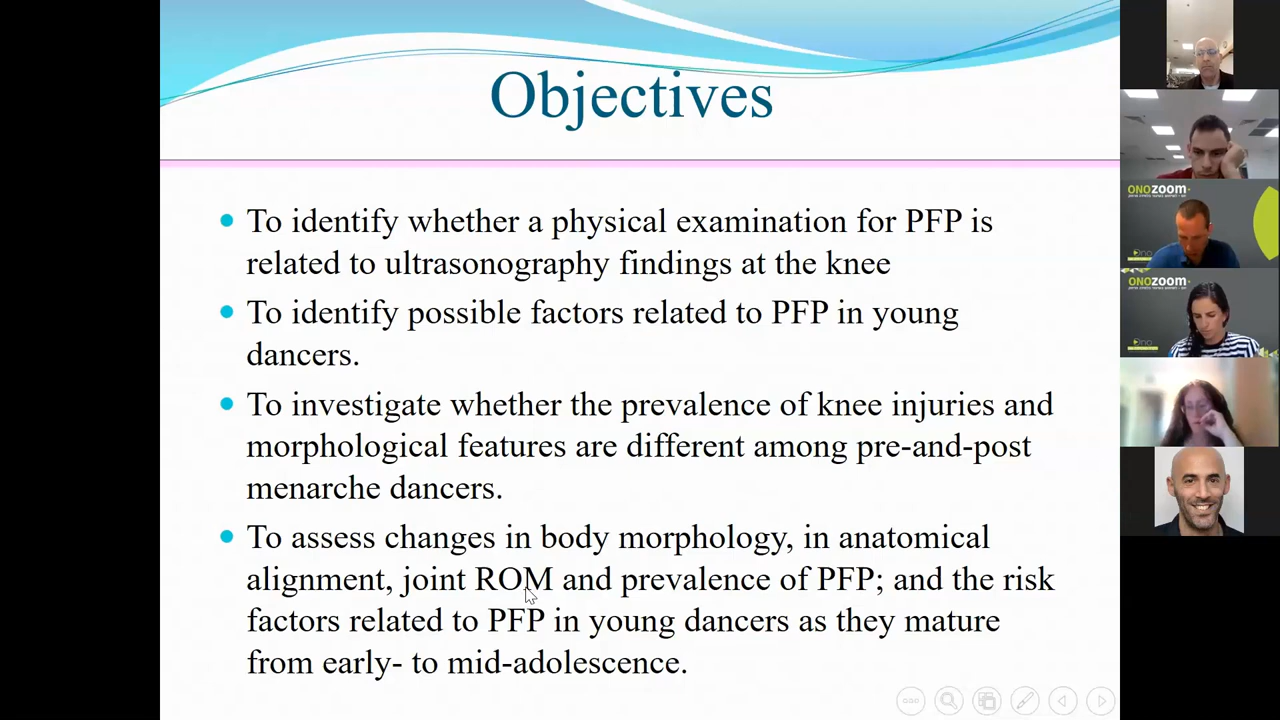 Objectives
To identify whether a physical examination for PFP is
related to ultrasonography findings at the knee
To identify possible factors related to PFP in young
dancers.
To investigate whether the prevalence of knee injuries and
morphological features are different among pre-and-post
menarche dancers.
To assess changes in body morphology, in anatomical
alignment, joint ROM and prevalence of PFP; and the risk
factors related to PFP in young dancers as they mature
from early- to mid-adolescence.
ONOZOOM
ONOZOOM